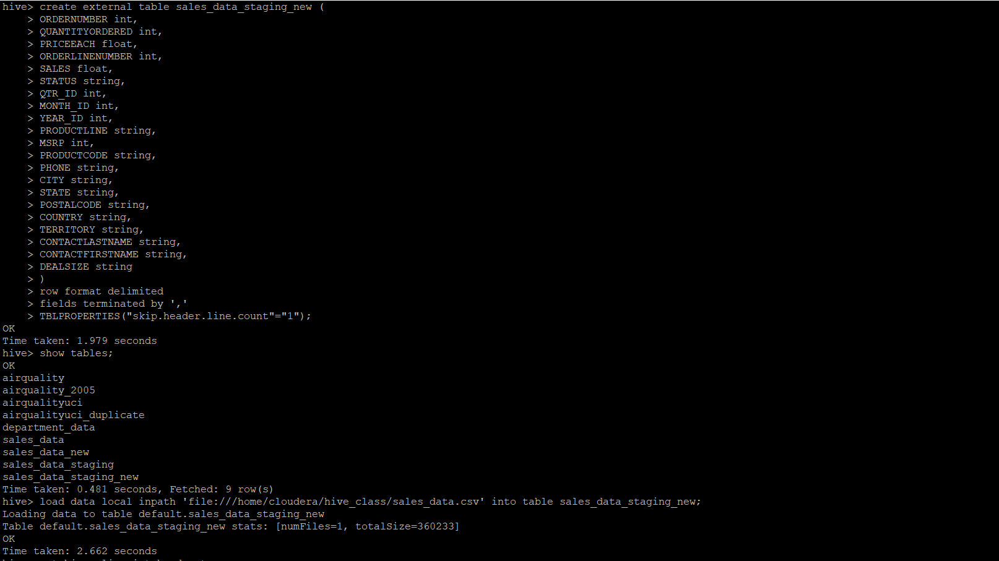 hive> create external table sales_data_staging_new (
    > ORDERNUMBER int,
    > QUANTITYORDERED int,
    > PRICEEACH float,
    > ORDERLINENUMBER int,
    > SALES float,
    > STATUS string,
    > QTR_ID int,
    > MONTH_ID int,
    > YEAR_ID int,
    > PRODUCTLINE string,
    > MSRP int,
    > PRODUCTCODE string,
    > PHONE string,
    > CITY string,
    > STATE string,
    > POSTALCODE string,
    > COUNTRY string,
    > TERRITORY string,
    > CONTACTLASTNAME string,
    > CONTACTFIRSTNAME string,
    > DEALSIZE string
    > )
    > row format delimited
    > fields terminated by ','
    > TBLPROPERTIES("skip.header.line.count"="1");
OK
Time taken: 1.979 seconds
hive> show tables;
OK
airquality
airquality_2005
airqualityuci
airqualityuci_duplicate
department_data
sales_data
sales_data_new
sales_data_staging
sales_data_staging_new
Time taken: 0.481 seconds, Fetched: 9 row(s)
hive> load data local inpath 'file:///home/cloudera/hive_class/sales_data.csv' into table sales_data_staging_new;
Loading data to table default.sales_data_staging_new
Table default.sales_data_staging_new stats: [numFiles=1, totalSize=360233]
OK
Time taken: 2.662 seconds